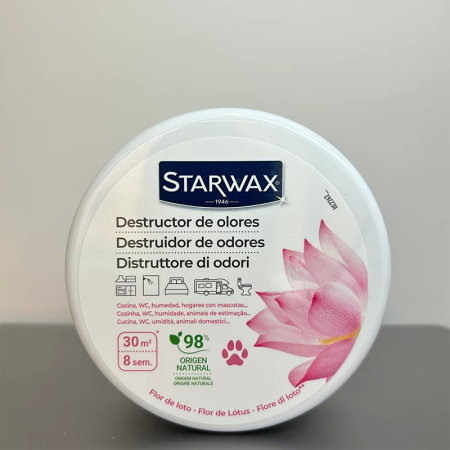 STARWAX®
1946
Destructor de olores
Destruidor de odores
Distruttore di odori
Cocina, WC, humedad, hogares con mascotas...
Cozinha, WC, humidade, animais de estimação...
Cucina, WC, umidità, animali domestici...
30 m² *
8 sem.
98%
ORIGEN
NATURAL
ORIGEM NATURAL
ORIGINE NATURALE
Flor de loto - Flor de Lótus - Fiore di loto**